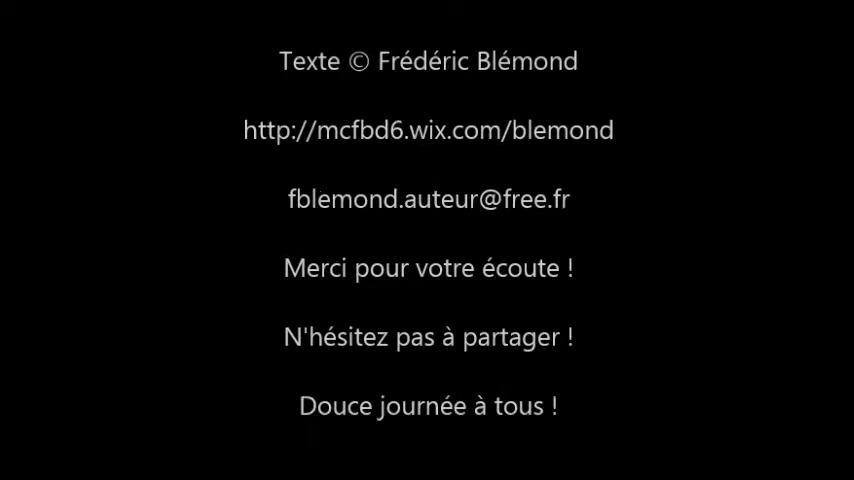 Texte © Frédéric Blémond
http://mcfbd6.wix.com/blemond
fblemond.auteur@free.fr
Merci pour votre écoute !
N'hésitez pas à partager !
Douce journée à tous !